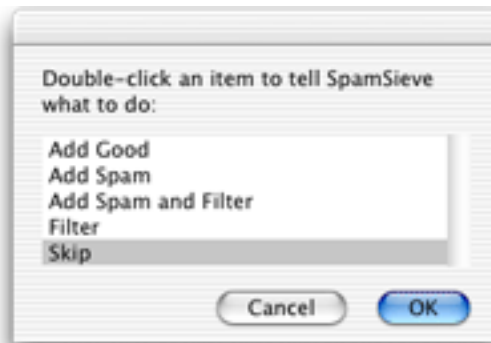 Double-click an item to tell SpamSieve
what to do:
Add Good
Add Spam
Add Spam and Filter
Filter
Skip
Cancel
OK